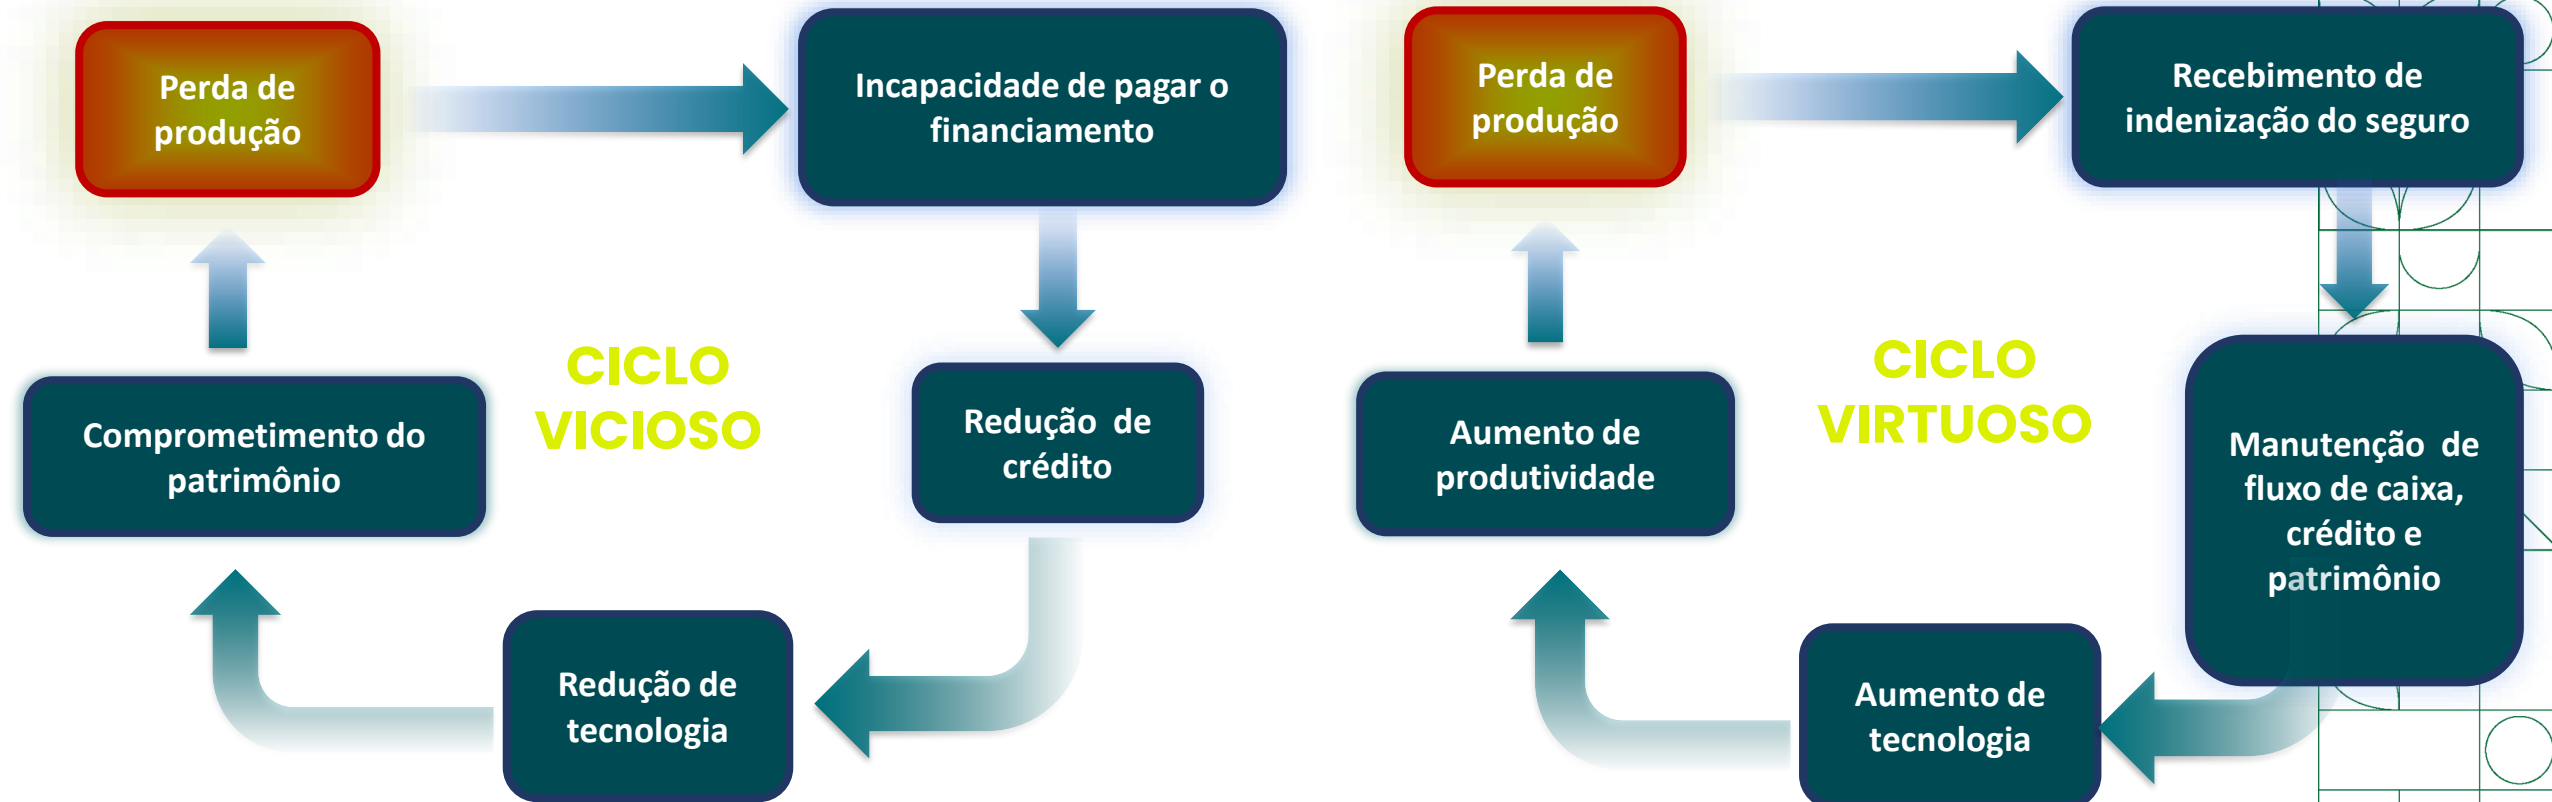 Perda de
produção
Incapacidade de pagar o
financiamento
Redução de
crédito
Redução de
tecnologia
Comprometimento do
patrimônio
CICLO
VICIOSO
Perda de
produção
Recebimento de
indenização do seguro
Manutenção de
fluxo de caixa,
crédito e
patrimônio
Aumento de
tecnologia
Aumento de
produtividade
CICLO
VIRTUOSO